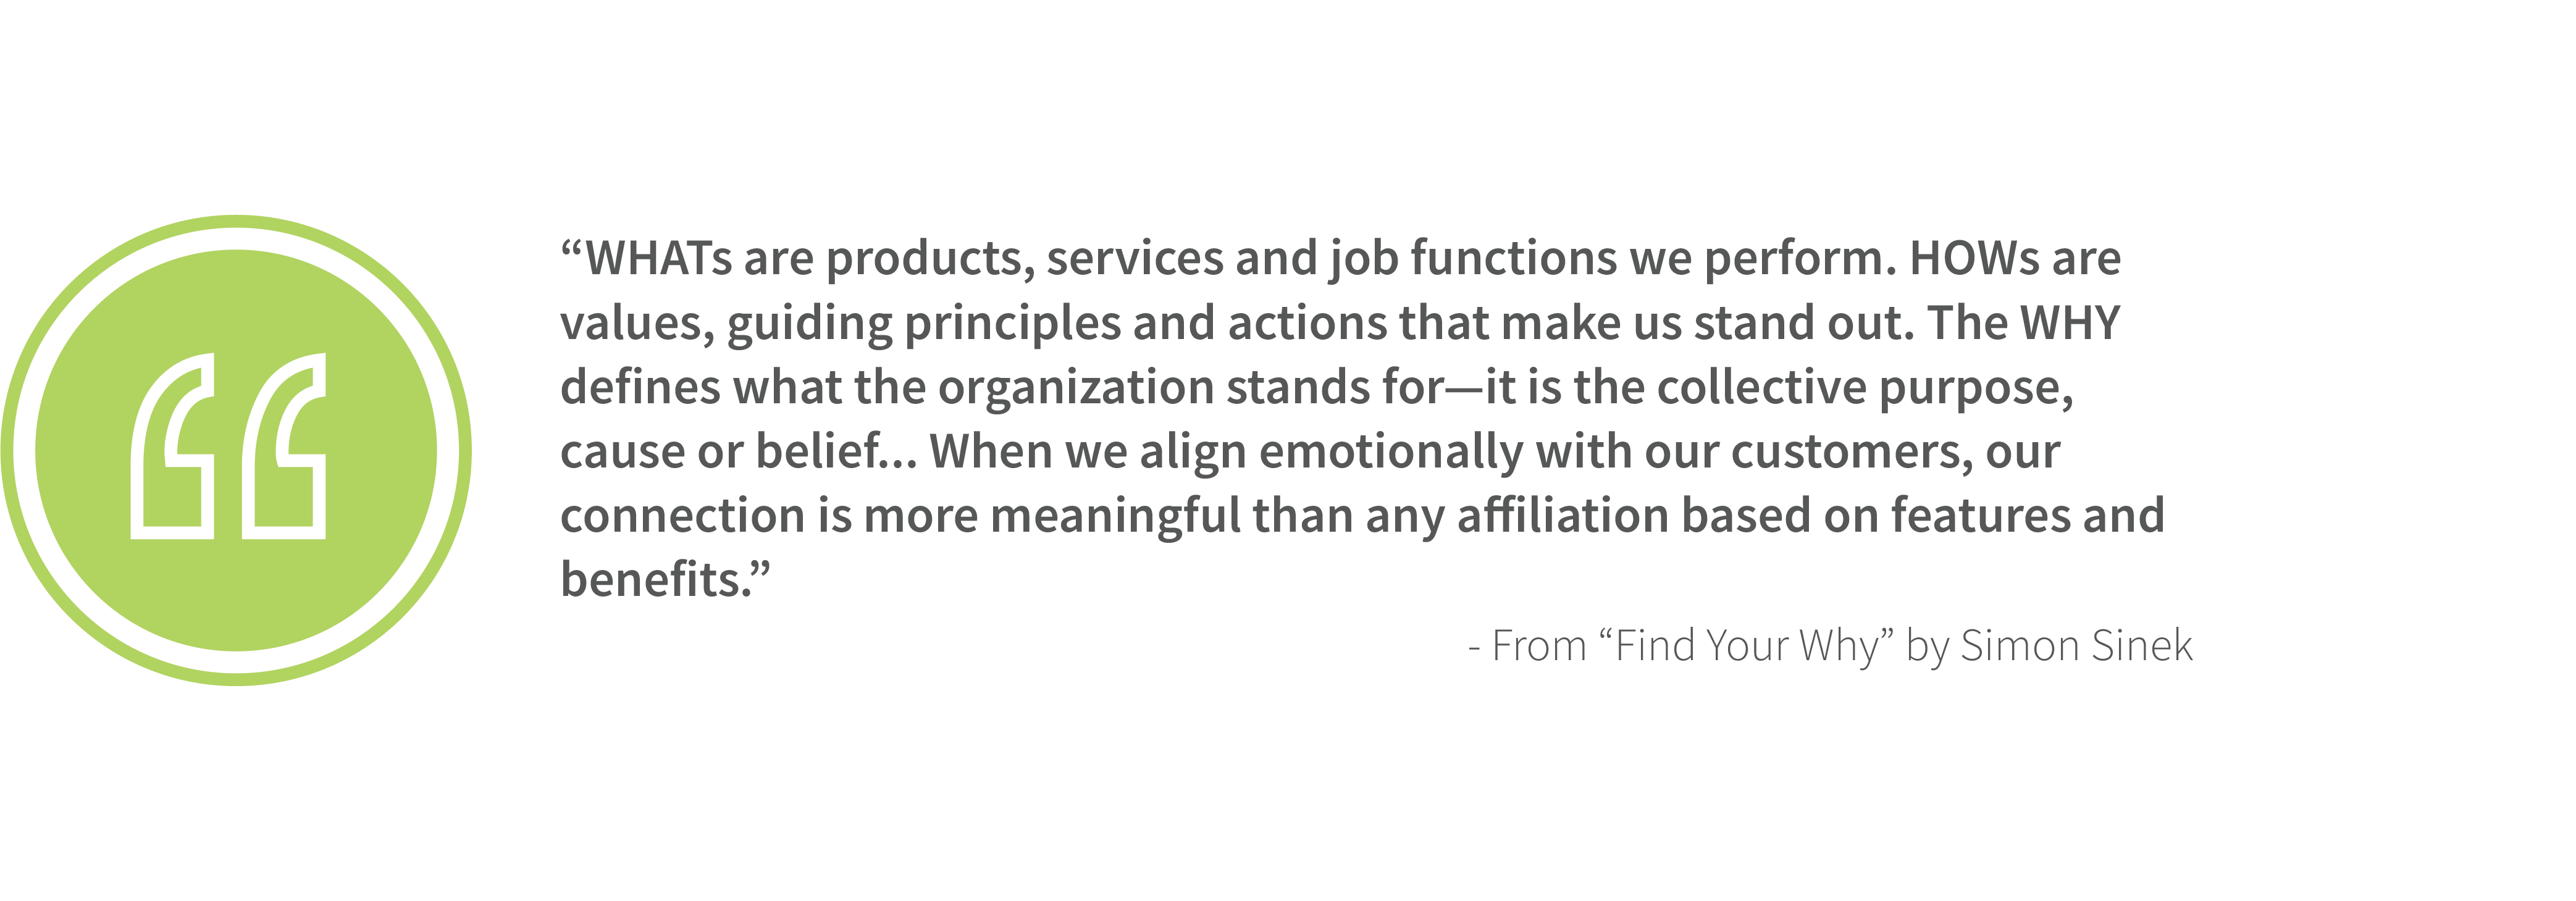 “WHATs are products, services and job functions we perform. HOWs are
values, guiding principles and actions that make us stand out. The WHY
defines what the organization stands for—it is the collective purpose,
cause or belief... When we align emotionally with our customers, our
connection is more meaningful than any affiliation based on features and
benefits.”
- From “Find Your Why” by Simon Sinek